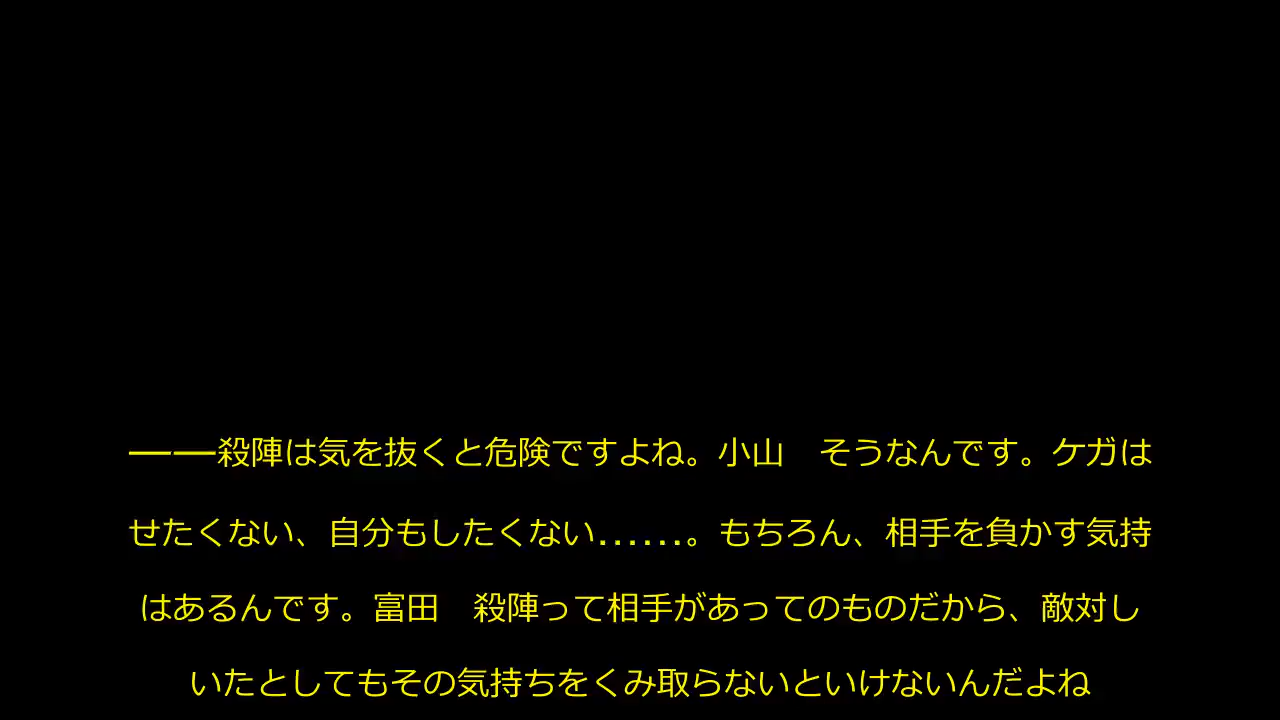 ――殺陣は気を抜くと危険ですよね。小山　そうなんです。ケガは
せたくない、自分もしたくない......。もちろん、相手を負かす気持
はあるんです。富田　殺陣って相手があってのものだから、敵対し
いたとしてもその気持ちをくみ取らないといけないんだよね